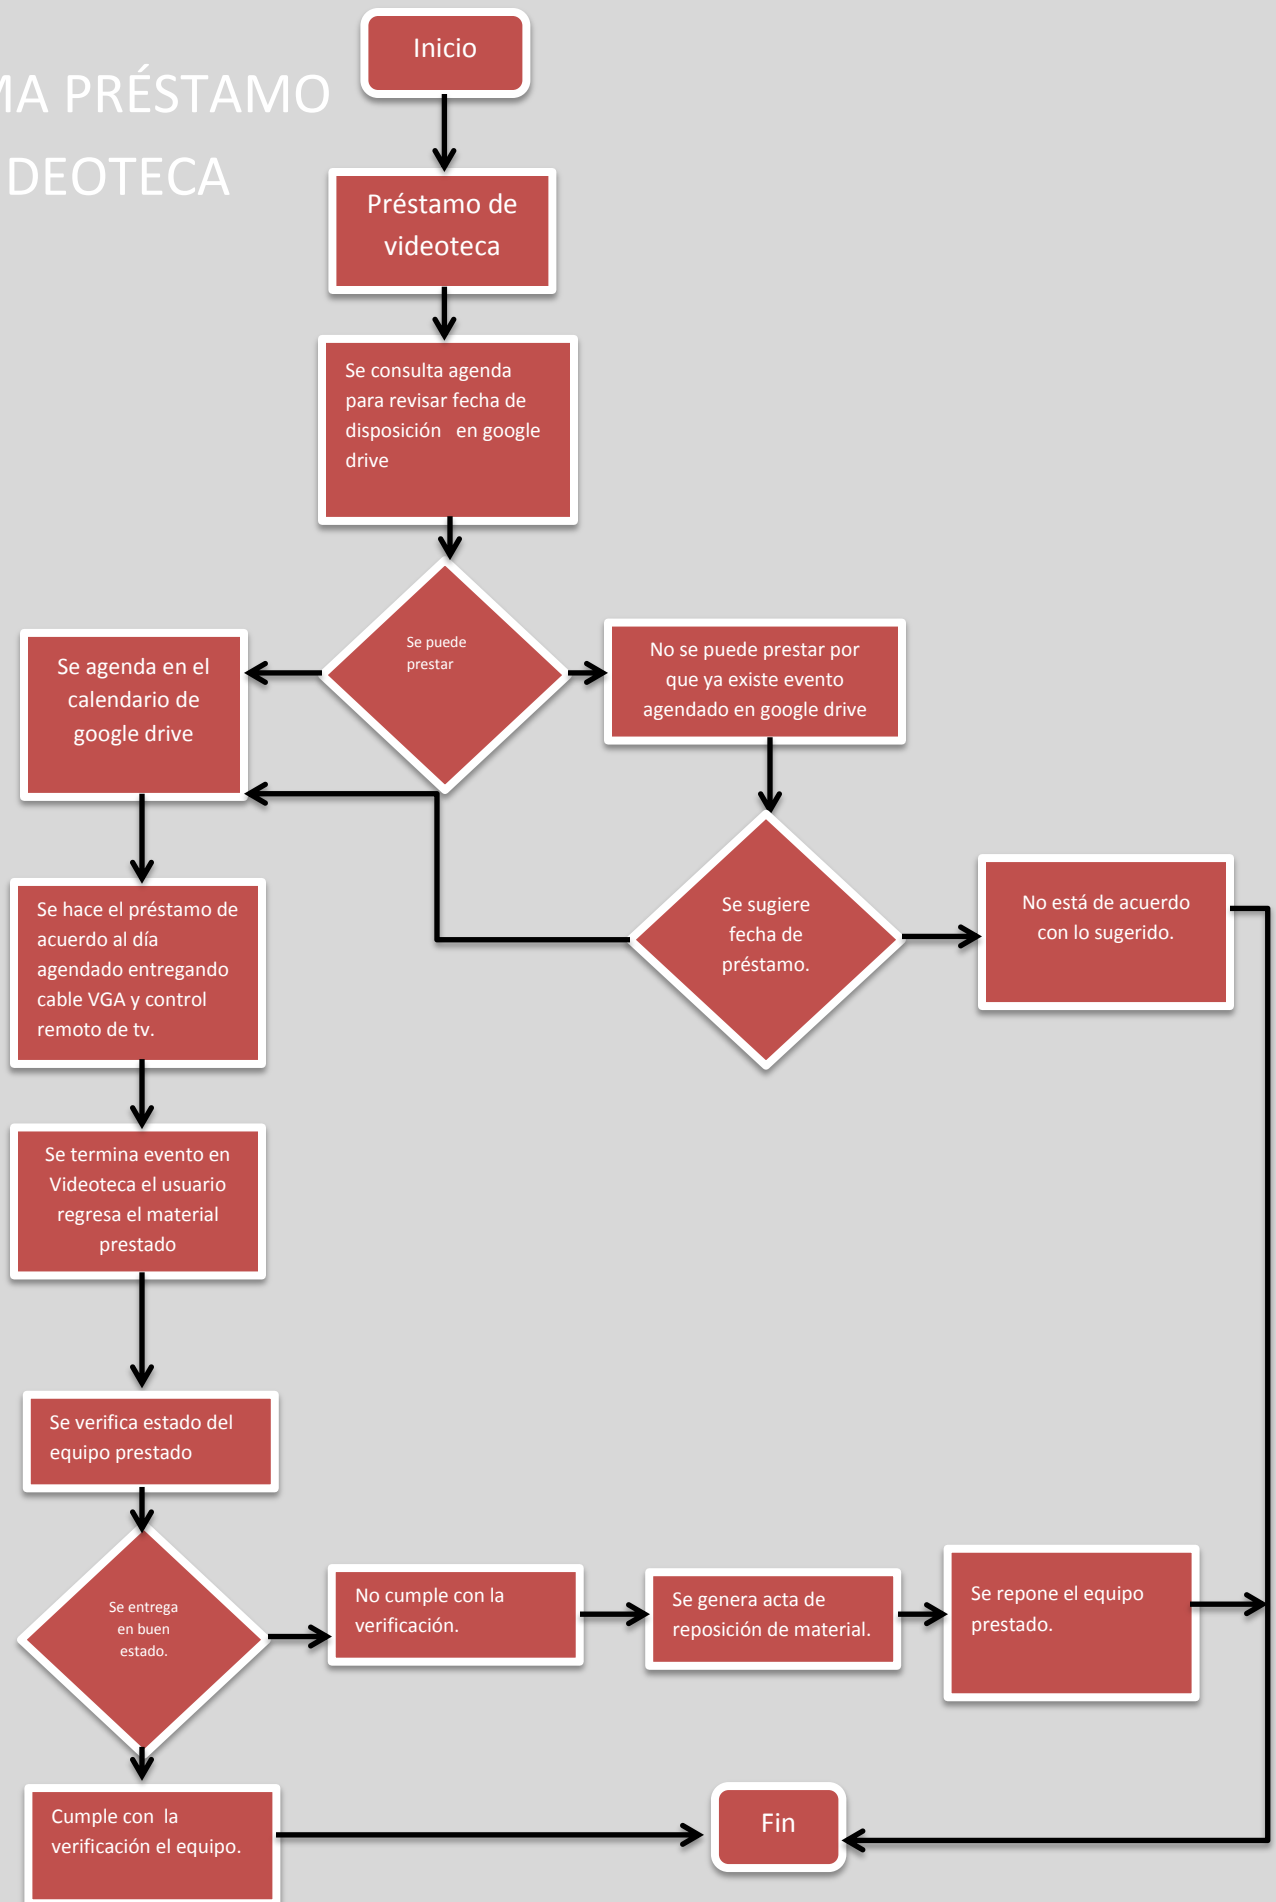 Inicio
MA PRÉSTAMO
DEOTECA
Préstamo de
videoteca
Se consulta agenda
para revisar fecha de
disposición en google
drive
Se puede
prestar
Se agenda en el
calendario de
google drive
No se puede prestar por
que ya existe evento
agendado en google drive
Se sugiere
fecha de
préstamo.
No está de acuerdo
con lo sugerido.
Se hace el préstamo de
acuerdo al día
agendado entregando
cable VGA y control
remoto de tv.
Se termina evento en
Videoteca el usuario
regresa el material
prestado
Se verifica estado del
equipo prestado
Se entrega
en buen
estado.
No cumple con la
verificación.
Se genera acta de
reposición de material.
Se repone el equipo
prestado.
Cumple con la
verificación el equipo.
Fin